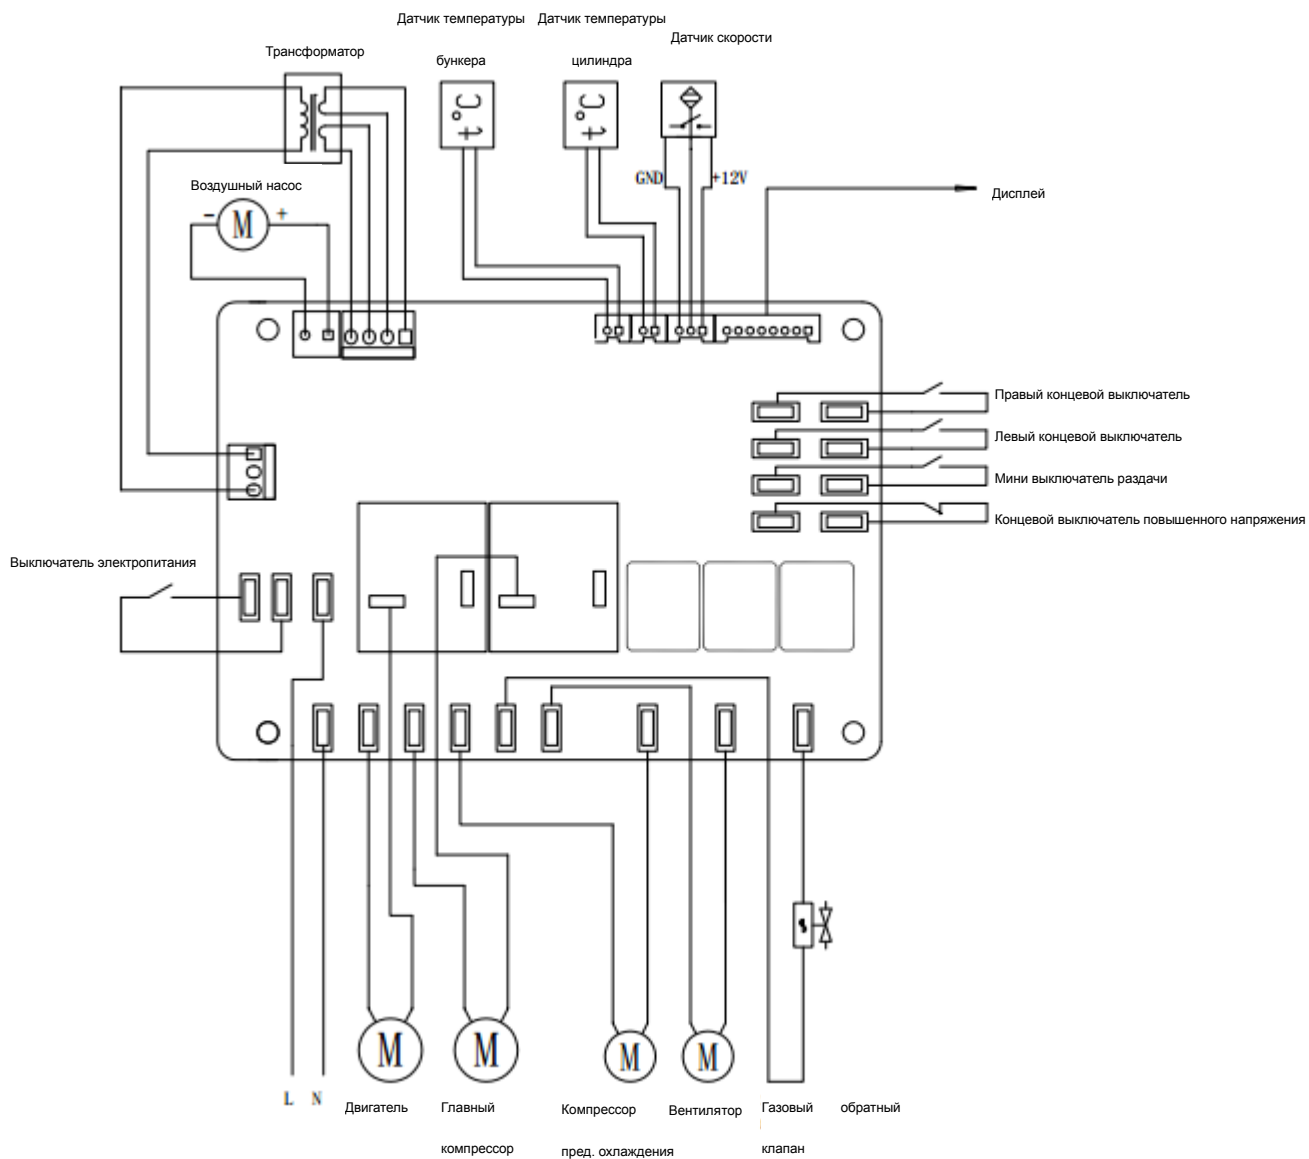 Датчик температуры
Датчик температуры
Датчик скорости
Трансформатор
бункера
цилиндра
t°C
t°C
GND
+12V
Воздушный насос
Дисплей
- M +
Правый концевой выключатель
Левый концевой выключатель
Мини выключатель раздачи
Концевой выключатель повышенного напряжения
Выключатель электропитания
M
M
M
M
L N
Двигатель
Главный
Компрессор
Вентилятор
Газовый обратный
компрессор
пред. охлаждения
клапан